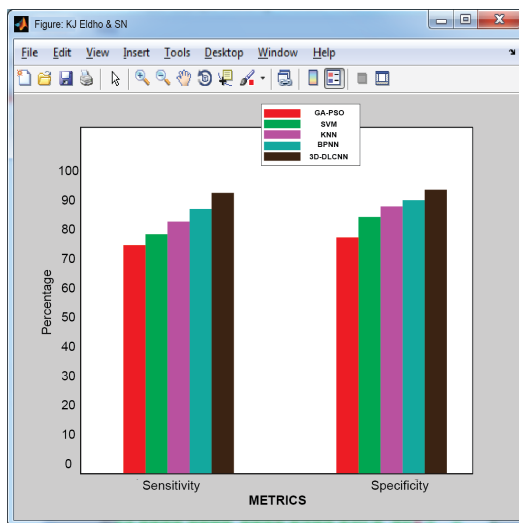 Figure: KJ Eldho & SN
File Edit View Insert Tools Desktop Window Help
GA-PSO
SVM
KNN
BPNN
3D-DLCNN
100
90
80
70
60
50
40
30
20
10
0
Percentage
Sensitivity Specificity
METRICS